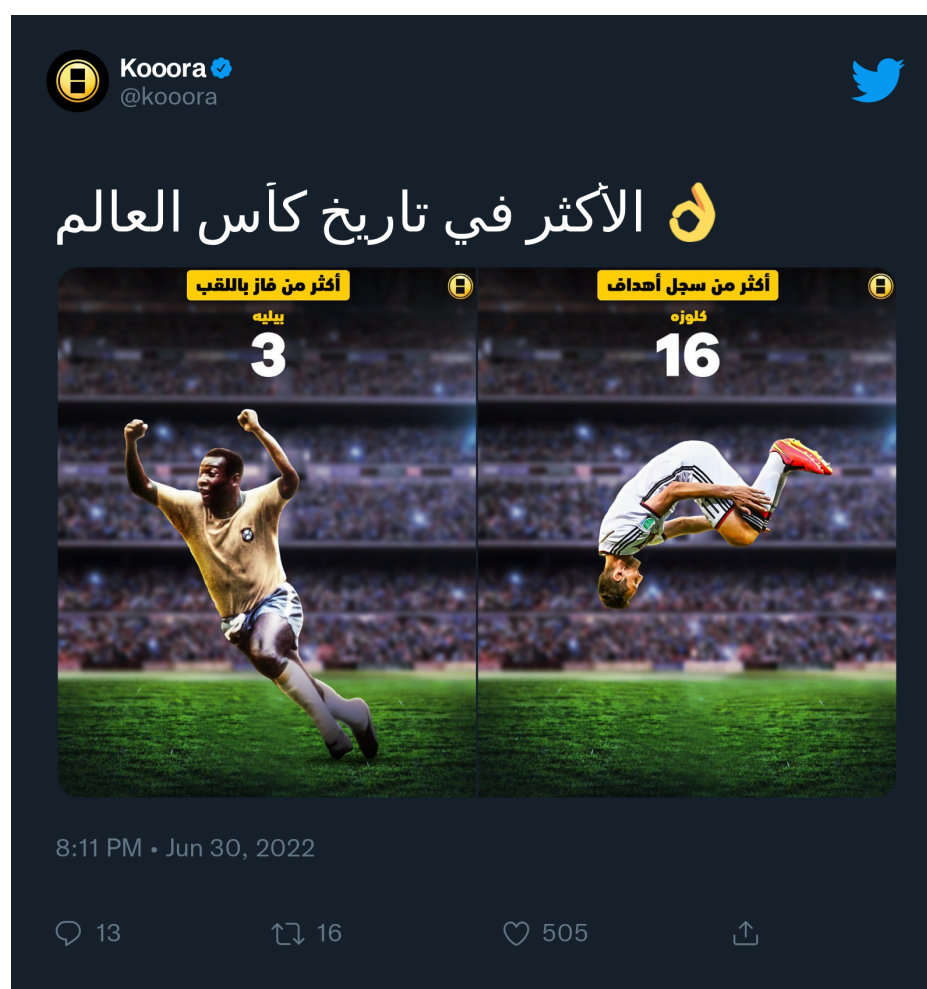 Kooora
@kooora
الأكثر في تاريخ كأس العالم 👌
أكثر من فاز باللقب
بيليه
3
أكثر من سجل أهداف
كلوزه
16
8:11 PM • Jun 30, 2022
13 16 505